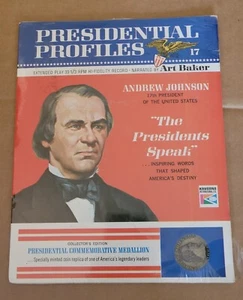 PRESIDENTIAL
PROFILES
17
EXTENDED PLAY 33 1/3 RPM HI-FIDELITY RECORD • NARRATED BY Art Baker
ANDREW JOHNSON
17TH PRESIDENT
OF THE UNITED STATES
"The
Presidents
Speak"
...INSPIRING WORDS
THAT SHAPED
AMERICA'S DESTINY
COLLECTOR'S EDITION
PRESIDENTIAL COMMEMORATIVE MEDALLION
...Specially minted coin replica of one of America's legendary leaders